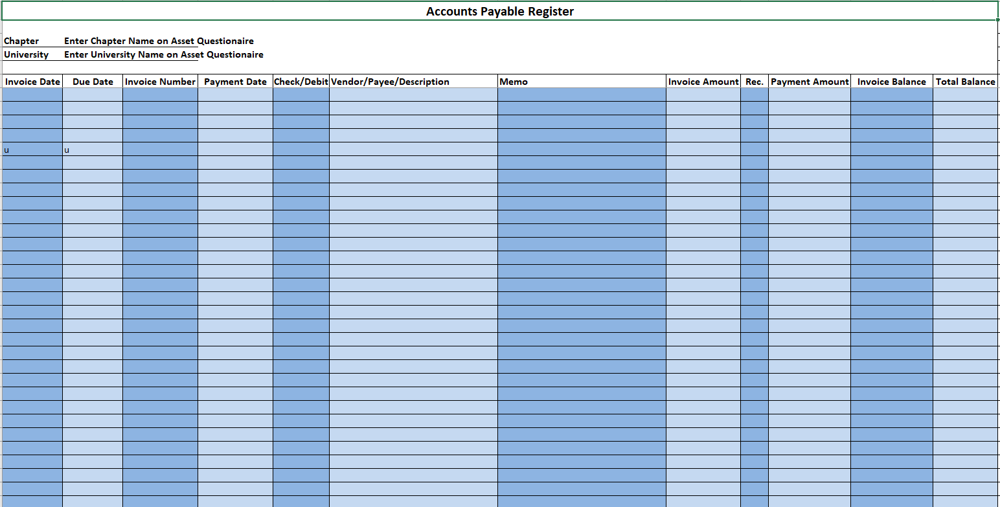 Accounts Payable Register
Chapter Enter Chapter Name on Asset Questionaire
University Enter University Name on Asset Questionaire
Invoice Date Due Date Invoice Number Payment Date Check/Debit Vendor/Payee/Description Memo Invoice Amount Rec. Payment Amount Invoice Balance Total Balance
u u